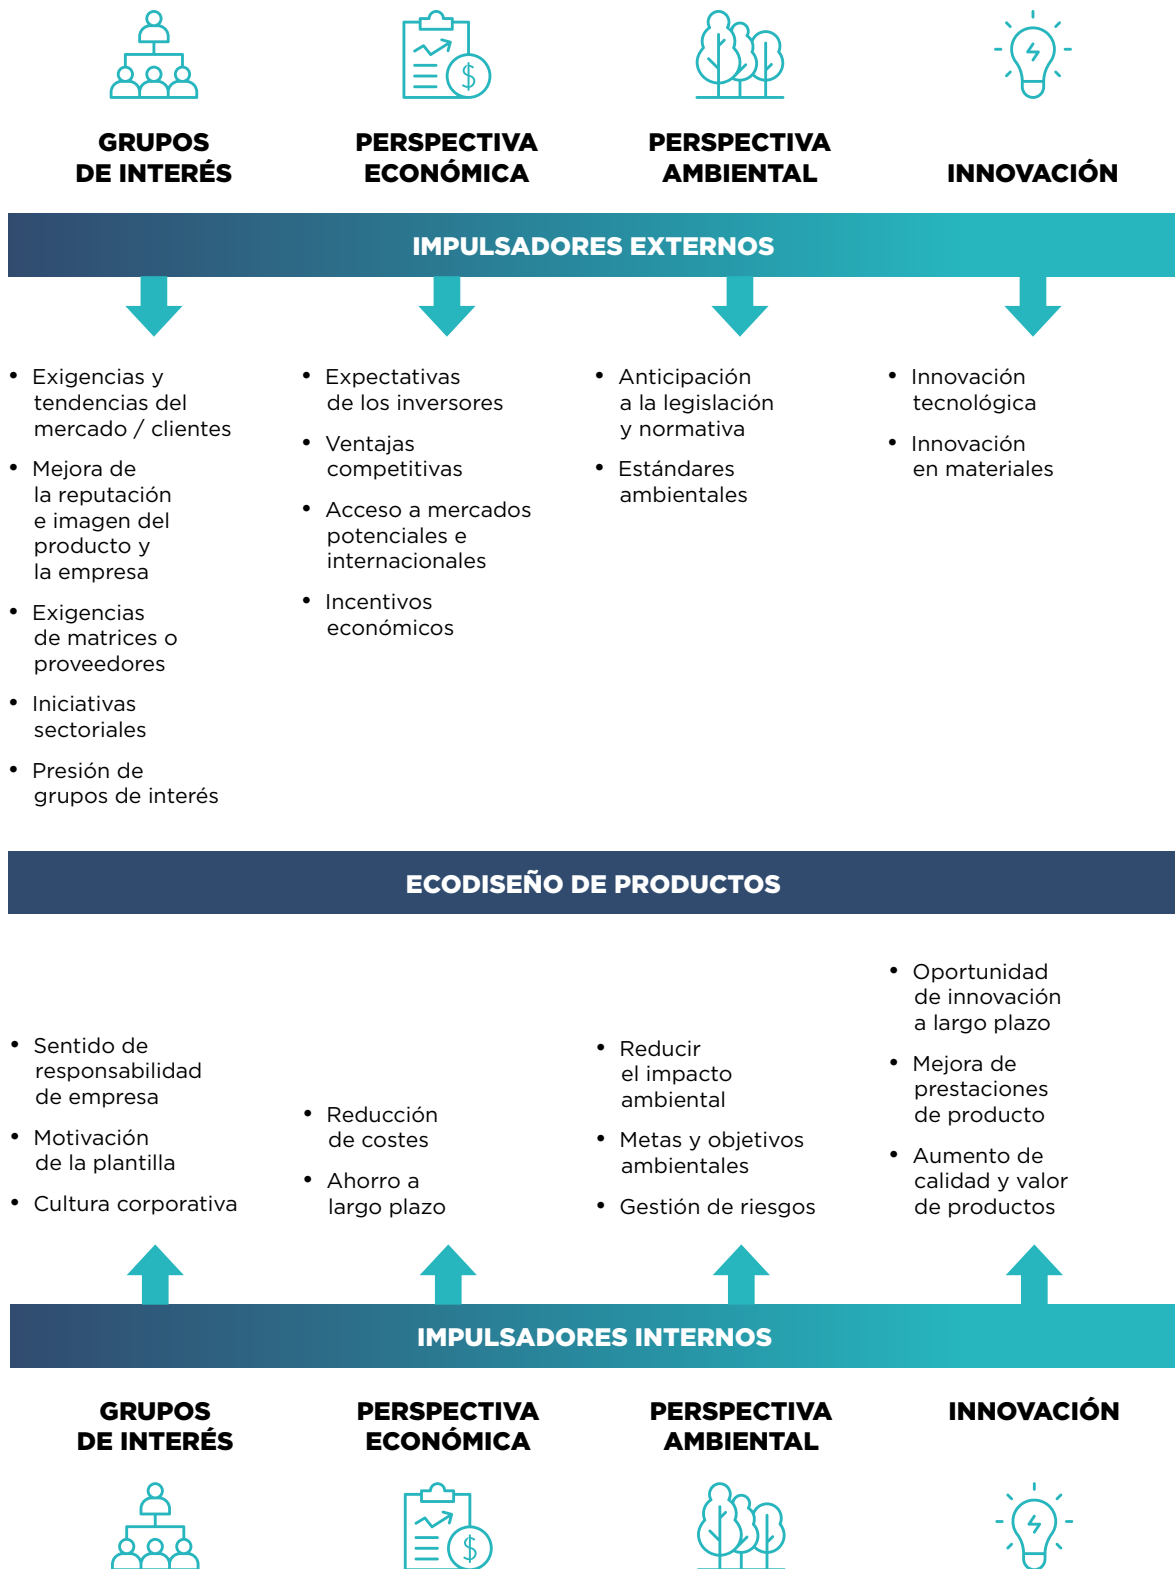 GRUPOS
DE INTERÉS
PERSPECTIVA
ECONÓMICA
PERSPECTIVA
AMBIENTAL
INNOVACIÓN
IMPULSADORES EXTERNOS
• Exigencias y
tendencias del
mercado / clientes
• Mejora de
la reputación
e imagen del
producto y
la empresa
• Exigencias
de matrices o
proveedores
• Iniciativas
sectoriales
• Presión de
grupos de interés
• Expectativas
de los inversores
• Ventajas
competitivas
• Acceso a mercados
potenciales e
internacionales
• Incentivos
económicos
• Anticipación
a la legislación
y normativa
• Estándares
ambientales
• Innovación
tecnológica
• Innovación
en materiales
ECODISEÑO DE PRODUCTOS
• Sentido de
responsabilidad
de empresa
• Motivación
de la plantilla
• Cultura corporativa
• Reducción
de costes
• Ahorro a
largo plazo
• Reducir
el impacto
ambiental
• Metas y objetivos
ambientales
• Gestión de riesgos
• Oportunidad
de innovación
a largo plazo
• Mejora de
prestaciones
de producto
• Aumento de
calidad y valor
de productos
IMPULSADORES INTERNOS
GRUPOS
DE INTERÉS
PERSPECTIVA
ECONÓMICA
PERSPECTIVA
AMBIENTAL
INNOVACIÓN